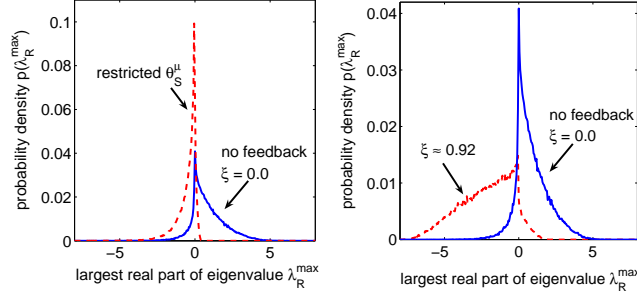 0.1
0.08
0.06
0.04
0.02
0
−5 0 5
probability density p(λ_R^max)
largest real part of eigenvalue λ_R^max
restricted θ_S^μ
no feedback
ξ = 0.0
0.04
0.03
0.02
0.01
0
−5 0 5
probability density p(λ_R^max)
largest real part of eigenvalue λ_R^max
ξ ≈ 0.92
no feedback
ξ = 0.0